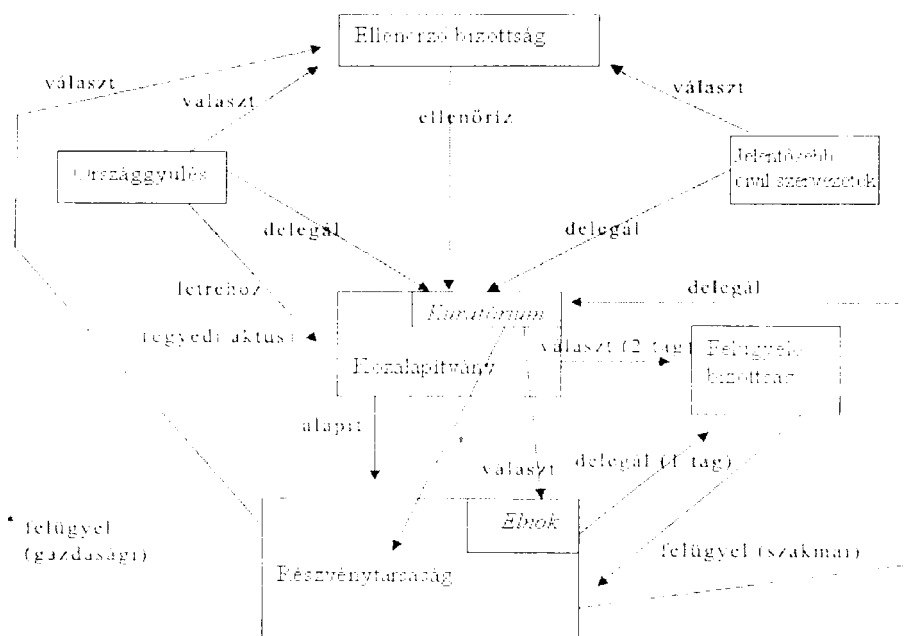 Ellenőrző bizottság
választ
választ
választ
ellenőriz
Országgyűlés
Jelentősebb
civil szervezetek
delegál
delegál
létrehoz
delegál
Kuratórium
(egyedi aktus)
választ (2 tag)
Felügyelő
bizottság
Közalapítvány
alapít
választ
delegál (1 tag)
Elnök
* felügyel
(gazdasági)
felügyel (szakmai)
Részvénytársaság
*